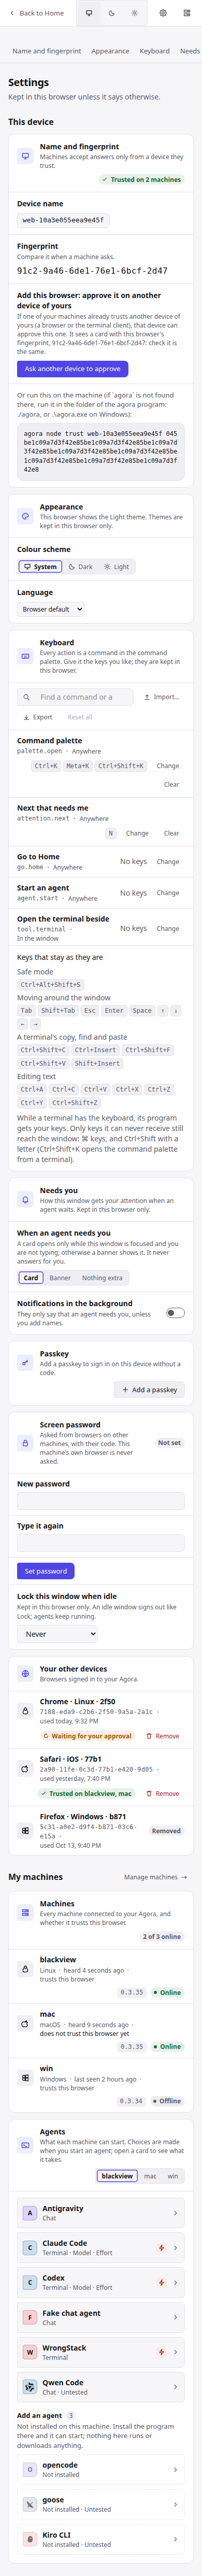 Back to Home
Name and fingerprint Appearance Keyboard Needs
Settings
Kept in this browser unless it says otherwise.
This device
Name and fingerprint
Machines accept answers only from a device they
trust.
Trusted on 2 machines
Device name
web-10a3e055eea9e45f
Fingerprint
Compare it when a machine asks.
91c2-9a46-6de1-76e1-6bcf-2d47
Add this browser: approve it on another
device of yours
If one of your machines already trusts another device of
yours (a browser or the terminal client), that device can
approve this one. It sees a card with this browser's
fingerprint, 91c2-9a46-6de1-76e1-6bcf-2d47: check it is
the same.
Ask another device to approve
Or run this on the machine (if `agora` is not found
there, run it in the folder of the agora program:
./agora, or .\agora.exe on Windows):
agora node trust web-10a3e055eea9e45f 045
be1c09a7d3f42e85be1c09a7d3f42e85be1c09a7d
3f42e85be1c09a7d3f42e85be1c09a7d3f42e85be
1c09a7d3f42e85be1c09a7d3f42e85be1c09a7d3f
42e8
Appearance
This browser shows the Light theme. Themes are
kept in this browser only.
Colour scheme
System Dark Light
Language
Browser default
Keyboard
Every action is a command in the command
palette. Give it the keys you like; they are kept in
this browser.
Find a command or a Import...
Export Reset all
Command palette
palette.open · Anywhere
Ctrl+K Meta+K Ctrl+Shift+K Change
Clear
Next that needs me
attention.next · Anywhere
N Change Clear
Go to Home
go.home · Anywhere
No keys Change
Start an agent
agent.start · Anywhere
No keys Change
Open the terminal beside
tool.terminal ·
In the window
No keys Change
Keys that stay as they are
Safe mode
Ctrl+Alt+Shift+S
Moving around the window
Tab Shift+Tab Esc Enter Space ↑ ↓
← →
A terminal's copy, find and paste
Ctrl+Shift+C Ctrl+Insert Ctrl+Shift+F
Ctrl+Shift+V Shift+Insert
Editing text
Ctrl+A Ctrl+C Ctrl+V Ctrl+X Ctrl+Z
Ctrl+Y Ctrl+Shift+Z
While a terminal has the keyboard, its program
gets your keys. Only keys it can never receive still
reach the window: ⌘ keys, and Ctrl+Shift with a
letter (Ctrl+Shift+K opens the command palette
from a terminal).
Needs you
How this window gets your attention when an
agent waits. Kept in this browser only.
When an agent needs you
A card opens only while this window is focused and you
are not typing; otherwise a banner shows it. It never
answers for you.
Card Banner Nothing extra
Notifications in the background
They only say that an agent needs you, unless
you add names.
Passkey
Add a passkey to sign in on this device without a
code.
Add a passkey
Screen password
Asked from browsers on other
machines, with their code. This
machine's own browser is never
asked.
Not set
New password
Type it again
Set password
Lock this window when idle
Kept in this browser only. An idle window signs out like
Lock; agents keep running.
Never
Your other devices
Browsers signed in to your Agora.
Chrome · Linux · 2f50
7188-eda9-c2b6-2f50-9a5a-2a1c ·
used today, 9:32 PM
Waiting for your approval Remove
Safari · iOS · 77b1
2a90-11fe-0c3d-77b1-e420-9d05 ·
used yesterday, 7:40 PM
Trusted on blackview, mac Remove
Firefox · Windows · b871
5c31-a0e2-d9f4-b871-03c6-
e15a ·
used Oct 13, 9:40 PM
Removed
My machines
Manage machines →
Machines
Every machine connected to your Agora, and
whether it trusts this browser.
2 of 3 online
blackview
Linux · heard 4 seconds ago ·
trusts this browser
0.3.35 Online
mac
macOS · heard 9 seconds ago ·
does not trust this browser yet
0.3.35 Online
win
Windows · last seen 2 hours ago ·
trusts this browser
0.3.34 Offline
Agents
What each machine can start. Choices are made
when you start an agent; open a card to see what
it takes.
blackview mac win
A
Antigravity
Chat
C
Claude Code
Terminal · Model · Effort
C
Codex
Terminal · Model · Effort
F
Fake chat agent
Chat
W
WrongStack
Terminal
Qwen Code
Chat · Untested
Add an agent 3
Not installed on this machine. Install the program
there and it can start; nothing here runs or
downloads anything.
O
opencode
Not installed
goose
Not installed · Untested
Kiro CLI
Not installed · Untested